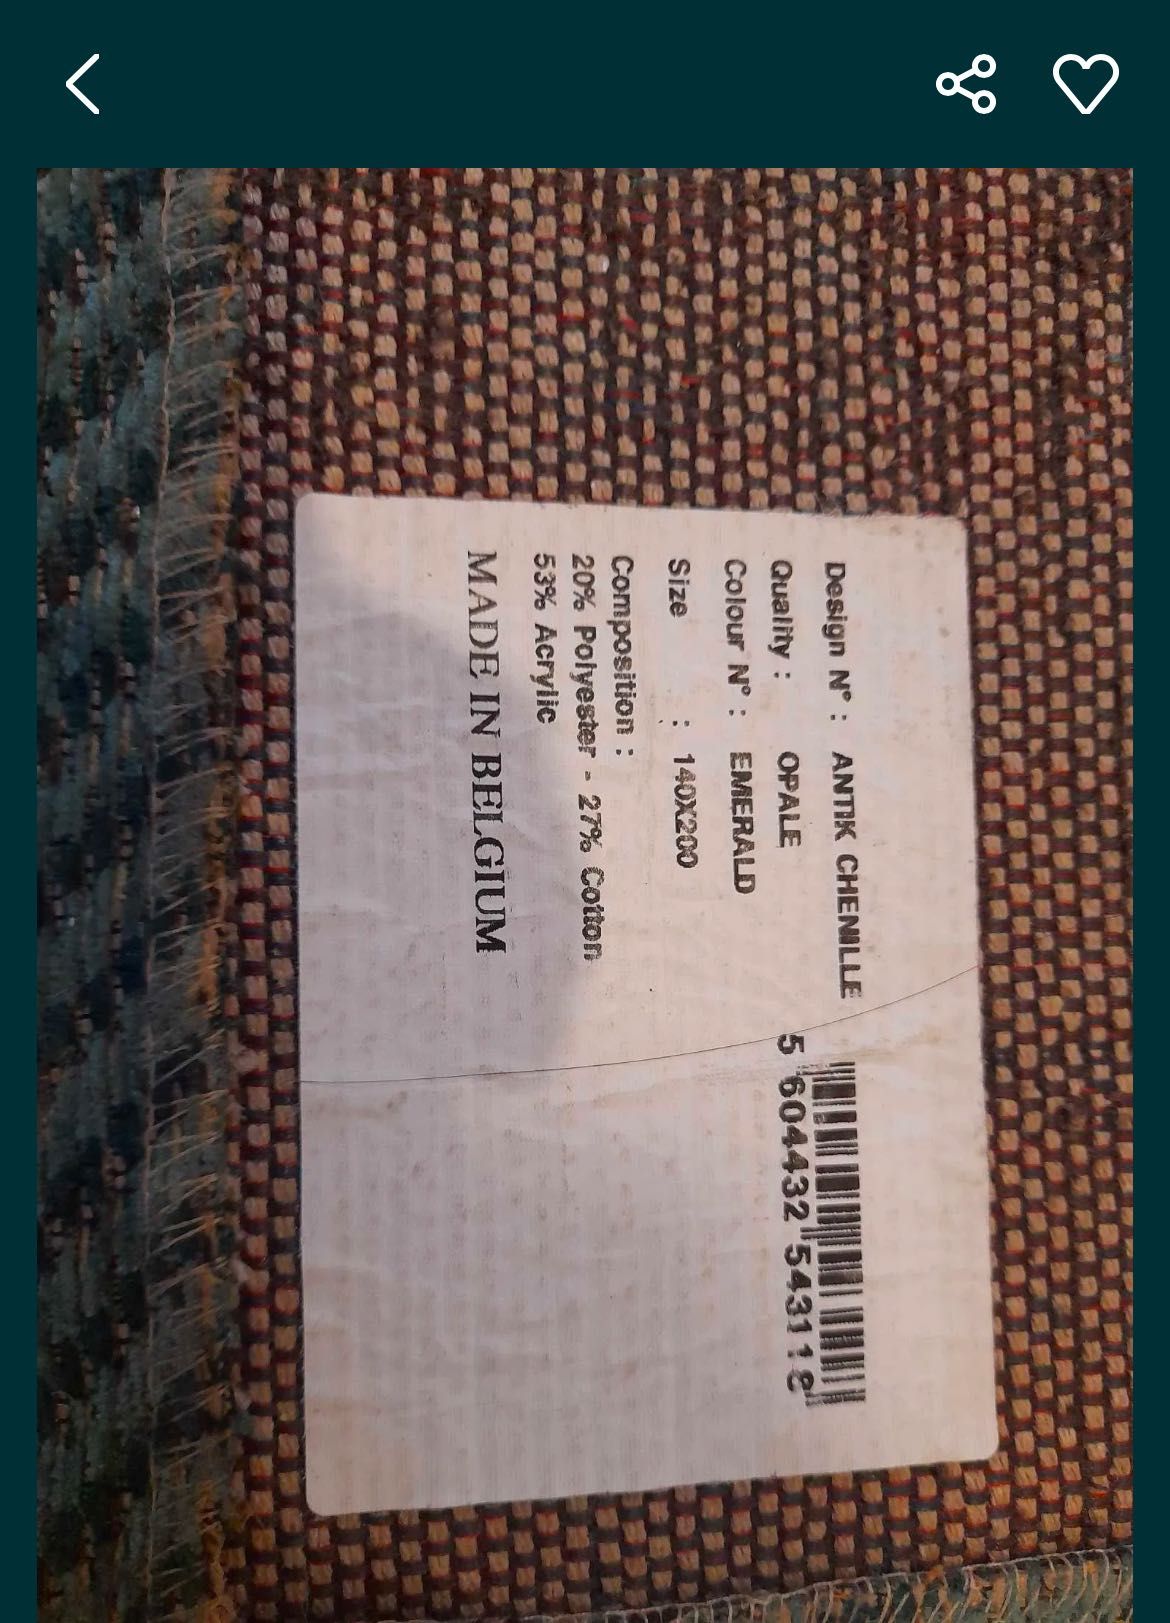 Design N° : ANTIK CHENILLE
Quality : OPALE
Colour N° : EMERALD
Size : 140X200
Composition :
20% Polyester - 27% Cotton
53% Acrylic
MADE IN BELGIUM
5 604432 543118